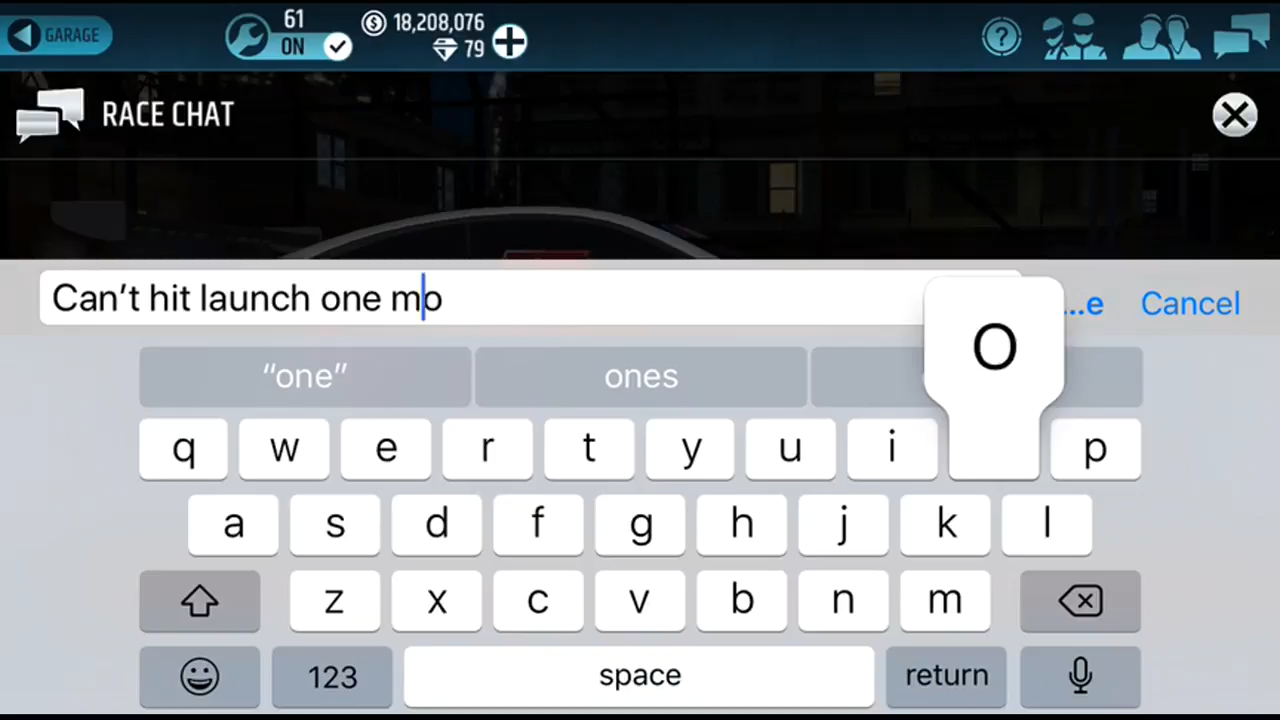 GARAGE
61
ON
18,208,076
79
RACE CHAT
Can’t hit launch one mo
...e
Cancel
“one”
ones
O
q w e r t y u i p
a s d f g h j k l
z x c v b n m
123
space
return